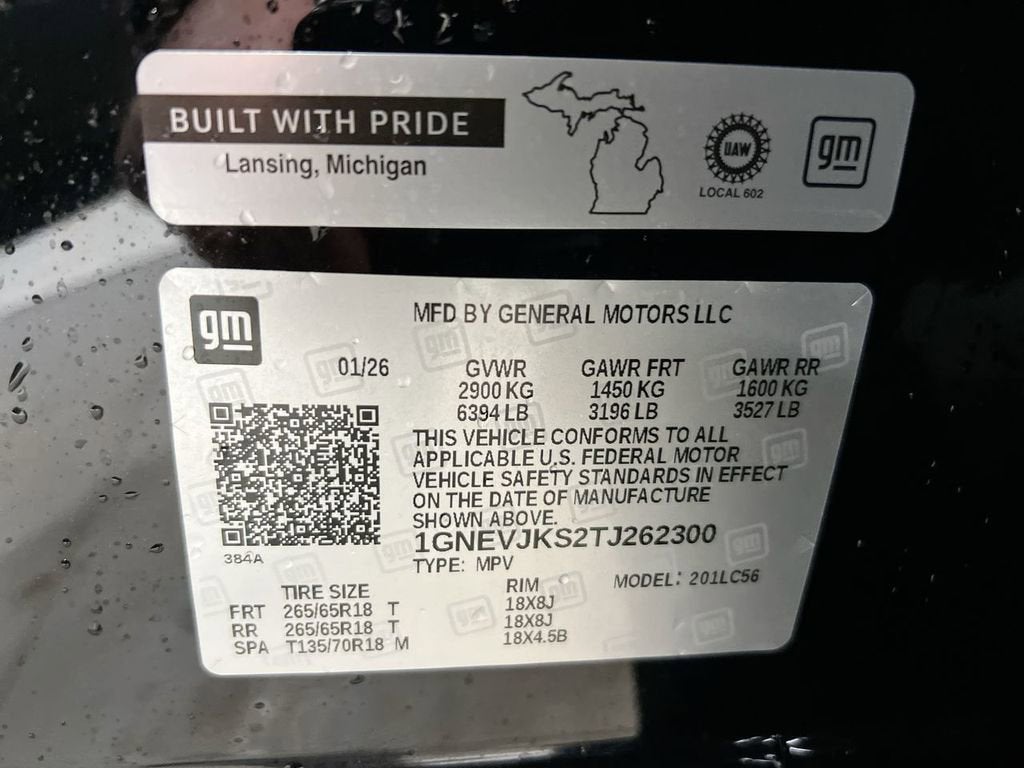 BUILT WITH PRIDE
Lansing, Michigan
UAW
LOCAL 602
gm
gm
MFD BY GENERAL MOTORS LLC
01/26 GVWR GAWR FRT GAWR RR
2900 KG 1450 KG 1600 KG
6394 LB 3196 LB 3527 LB
THIS VEHICLE CONFORMS TO ALL
APPLICABLE U.S. FEDERAL MOTOR
VEHICLE SAFETY STANDARDS IN EFFECT
ON THE DATE OF MANUFACTURE
SHOWN ABOVE.
1GNEVJKS2TJ262300
384A
TYPE: MPV
MODEL: 201LC56
TIRE SIZE RIM
FRT 265/65R18 T 18X8J
RR 265/65R18 T 18X8J
SPA T135/70R18 M 18X4.5B